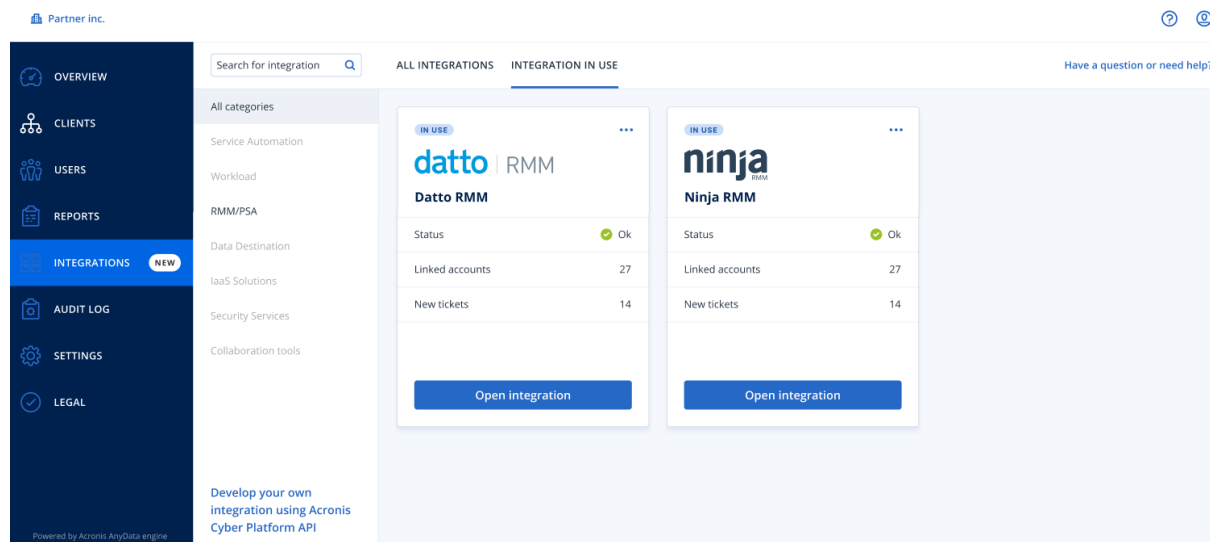 Partner inc.
OVERVIEW
CLIENTS
USERS
REPORTS
INTEGRATIONS NEW
AUDIT LOG
SETTINGS
LEGAL
Powered by Acronis AnyData engine
Search for integration
All categories
Service Automation
Workload
RMM/PSA
Data Destination
IaaS Solutions
Security Services
Collaboration tools
Develop your own
integration using Acronis
Cyber Platform API
ALL INTEGRATIONS INTEGRATION IN USE
Have a question or need help?
IN USE
datto RMM
Datto RMM
Status Ok
Linked accounts 27
New tickets 14
Open integration
IN USE
ninja
RMM
Ninja RMM
Status Ok
Linked accounts 27
New tickets 14
Open integration